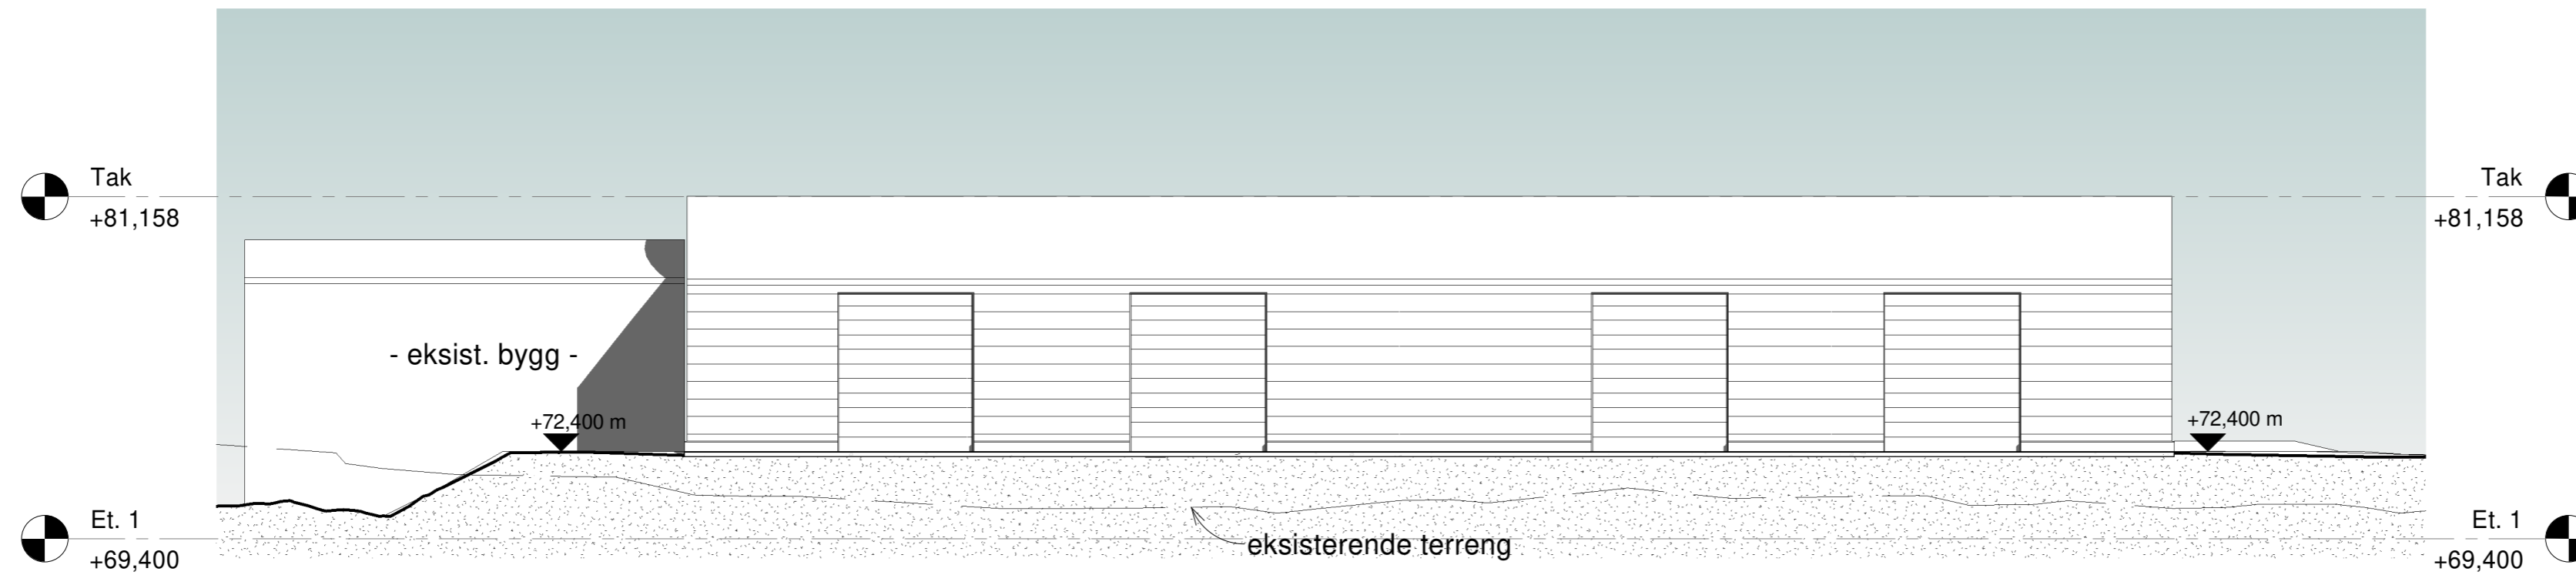 Tak
+81,158
Tak
+81,158
- eksist. bygg -
+72,400 m
+72,400 m
Et. 1
+69,400
eksisterende terreng
Et. 1
+69,400